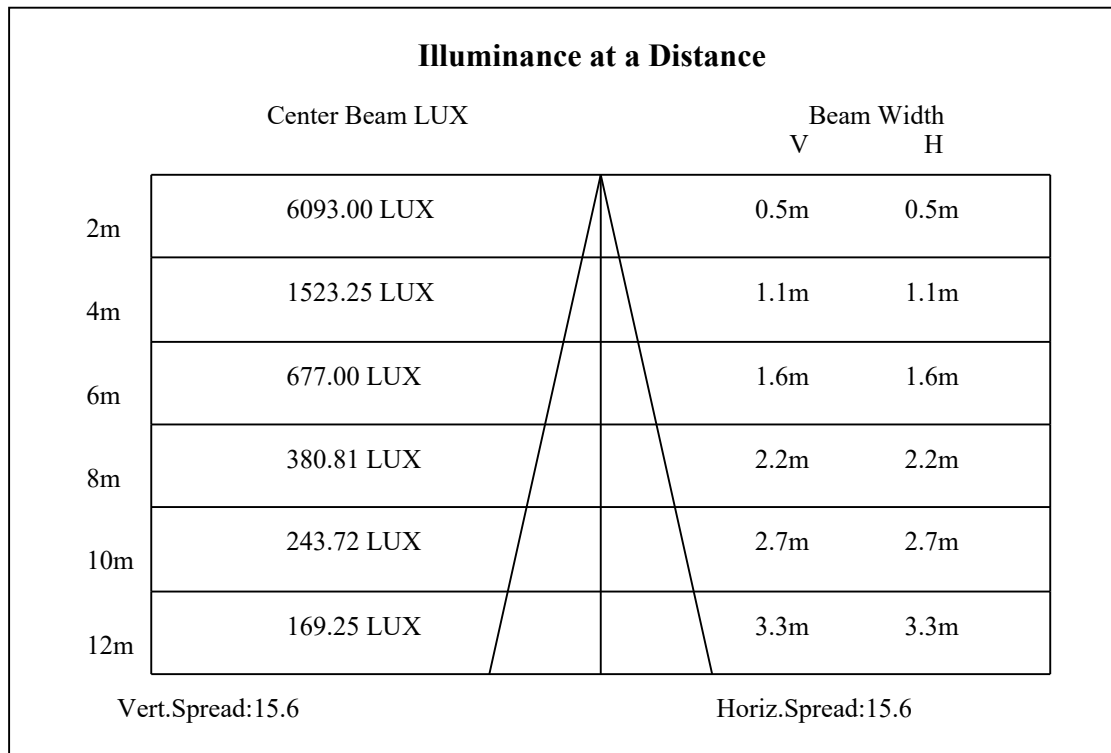 Illuminance at a Distance
Center Beam LUX Beam Width
V H
6093.00 LUX 0.5m 0.5m
2m
1523.25 LUX 1.1m 1.1m
4m
677.00 LUX 1.6m 1.6m
6m
380.81 LUX 2.2m 2.2m
8m
243.72 LUX 2.7m 2.7m
10m
169.25 LUX 3.3m 3.3m
12m
Vert.Spread:15.6 Horiz.Spread:15.6